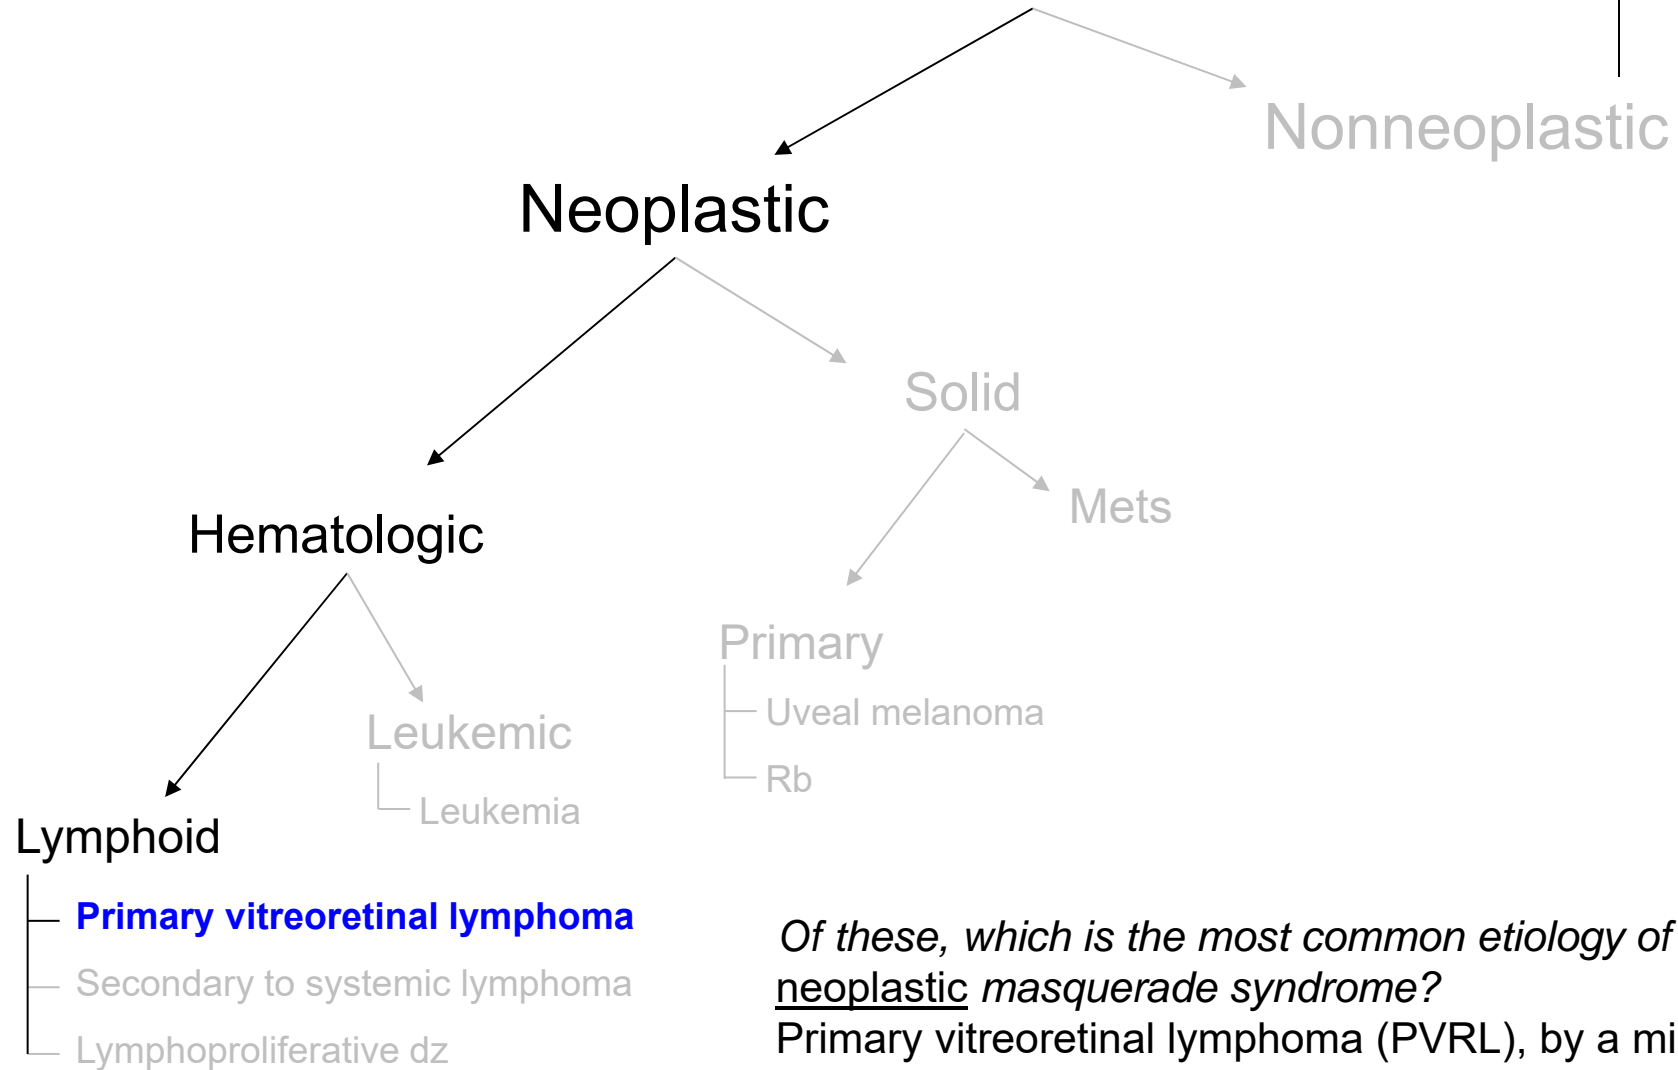 Nonneoplastic
Neoplastic
Solid
Mets
Hematologic
Primary
Uveal melanoma
Rb
Leukemic
Leukemia
Lymphoid
Primary vitreoretinal lymphoma
Secondary to systemic lymphoma
Lymphoproliferative dz
Of these, which is the most common etiology of
neoplastic masquerade syndrome?
Primary vitreoretinal lymphoma (PVRL), by a mi